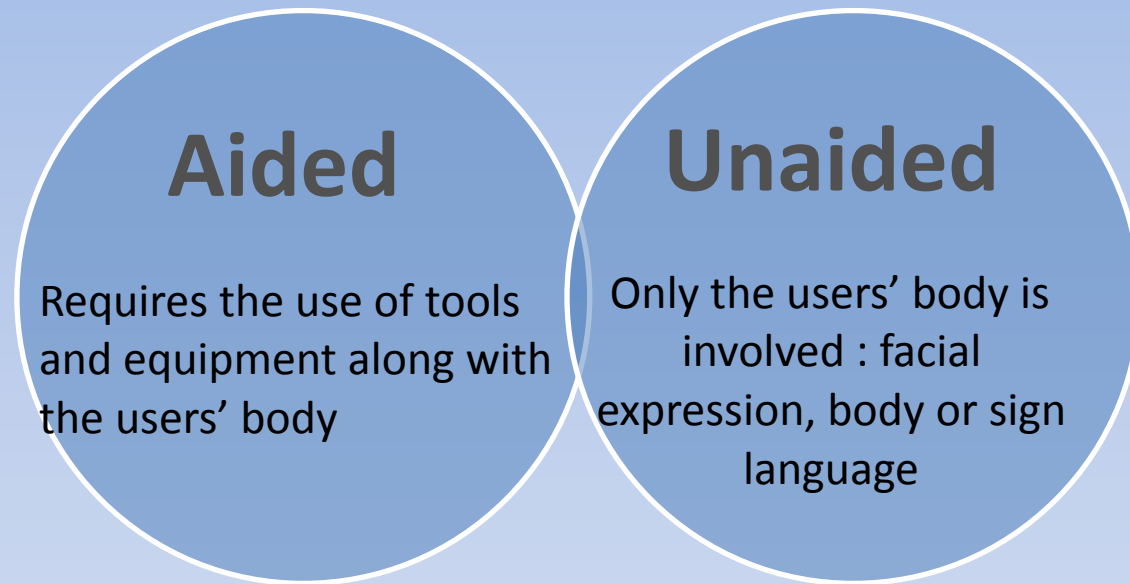 Aided
Requires the use of tools
and equipment along with
the users’ body
Unaided
Only the users’ body is
involved : facial
expression, body or sign
language